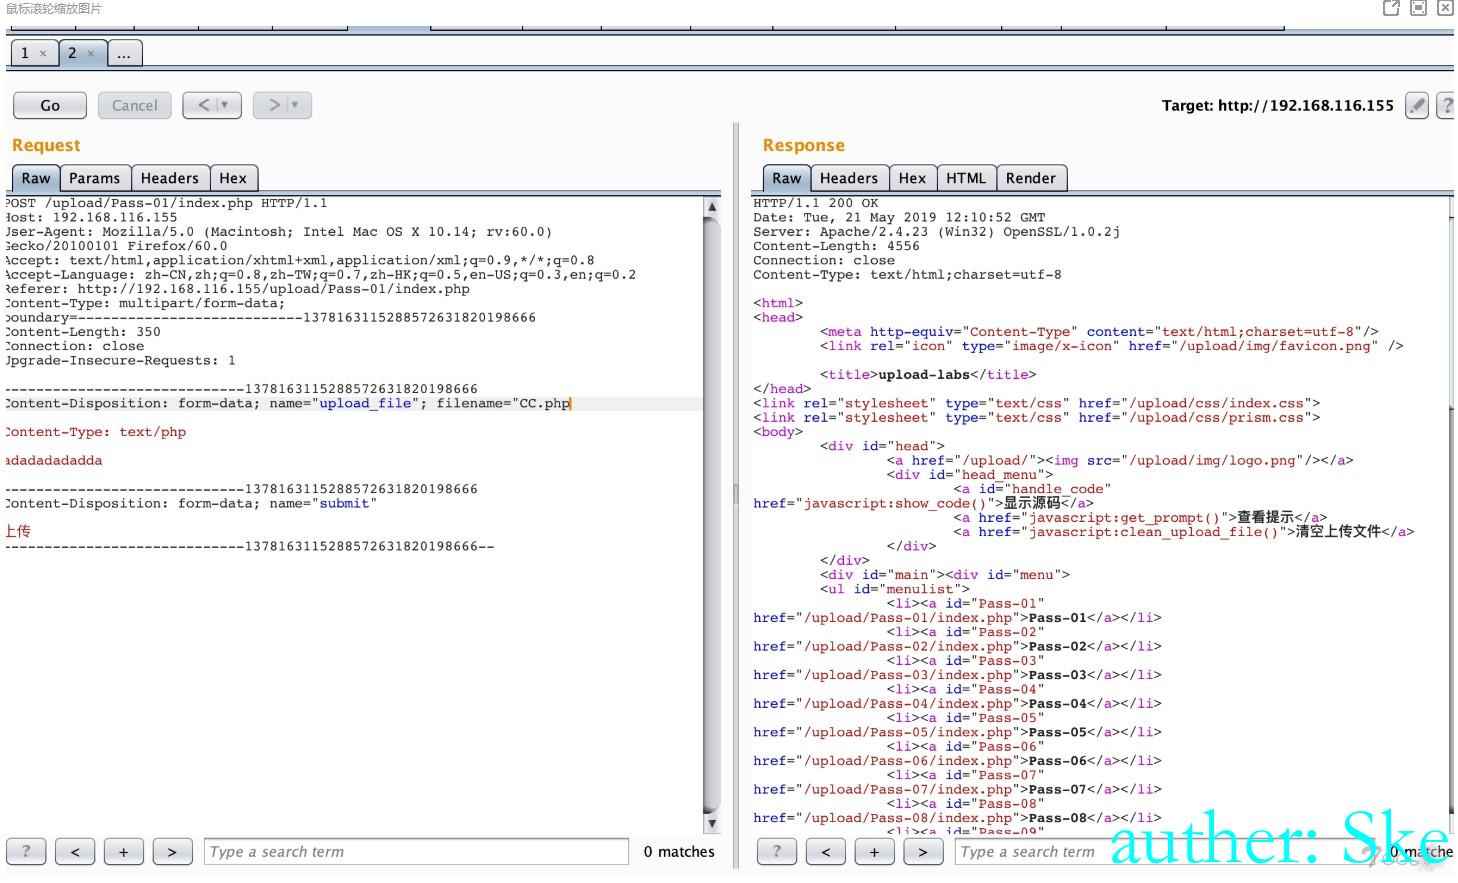 鼠标滚轮缩放图片
1 ×
2 ×
...
Go
Cancel
<
>
Target: http://192.168.116.155
?
Request
Raw
Params
Headers
Hex
POST /upload/Pass-01/index.php HTTP/1.1
Host: 192.168.116.155
User-Agent: Mozilla/5.0 (Macintosh; Intel Mac OS X 10.14; rv:60.0)
Gecko/20100101 Firefox/60.0
Accept: text/html,application/xhtml+xml,application/xml;q=0.9,*/*;q=0.8
Accept-Language: zh-CN,zh;q=0.8,zh-TW;q=0.7,zh-HK;q=0.5,en-US;q=0.3,en;q=0.2
Referer: http://192.168.116.155/upload/Pass-01/index.php
Content-Type: multipart/form-data;
boundary=---------------------------1378163115288572631820198666
Content-Length: 350
Connection: close
Upgrade-Insecure-Requests: 1
-----------------------------1378163115288572631820198666
Content-Disposition: form-data; name="upload_file"; filename="CC.php
Content-Type: text/php
adadadadadda
-----------------------------1378163115288572631820198666
Content-Disposition: form-data; name="submit"
上传
-----------------------------1378163115288572631820198666--
? < + > Type a search term 0 matches
Response
Raw
Headers
Hex
HTML
Render
HTTP/1.1 200 OK
Date: Tue, 21 May 2019 12:10:52 GMT
Server: Apache/2.4.23 (Win32) OpenSSL/1.0.2j
Content-Length: 4556
Connection: close
Content-Type: text/html;charset=utf-8
<html>
<head>
<meta http-equiv="Content-Type" content="text/html;charset=utf-8"/>
<link rel="icon" type="image/x-icon" href="/upload/img/favicon.png" />
<title>upload-labs</title>
</head>
<link rel="stylesheet" type="text/css" href="/upload/css/index.css">
<link rel="stylesheet" type="text/css" href="/upload/css/prism.css">
<body>
<div id="head">
<a href="/upload/"><img src="/upload/img/logo.png"/></a>
<div id="head_menu">
<a id="handle_code"
href="javascript:show_code()">显示源码</a>
<a href="javascript:get_prompt()">查看提示</a>
<a href="javascript:clean_upload_file()">清空上传文件</a>
</div>
</div>
<div id="main"><div id="menu">
<ul id="menulist">
<li><a id="Pass-01"
href="/upload/Pass-01/index.php">Pass-01</a></li>
<li><a id="Pass-02"
href="/upload/Pass-02/index.php">Pass-02</a></li>
<li><a id="Pass-03"
href="/upload/Pass-03/index.php">Pass-03</a></li>
<li><a id="Pass-04"
href="/upload/Pass-04/index.php">Pass-04</a></li>
<li><a id="Pass-05"
href="/upload/Pass-05/index.php">Pass-05</a></li>
<li><a id="Pass-06"
href="/upload/Pass-06/index.php">Pass-06</a></li>
<li><a id="Pass-07"
href="/upload/Pass-07/index.php">Pass-07</a></li>
<li><a id="Pass-08"
href="/upload/Pass-08/index.php">Pass-08</a></li>
<li><a id="Pass-09"
? < + > Type a search term 0 matche
auther: Ske